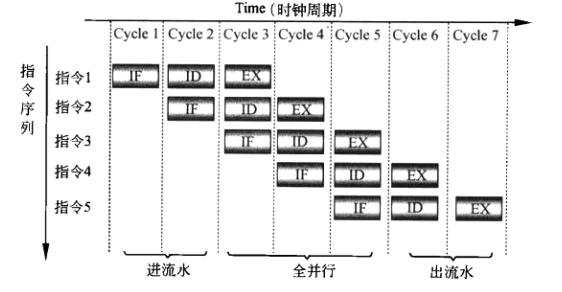 Time (时钟周期)
Cycle 1 Cycle 2 Cycle 3 Cycle 4 Cycle 5 Cycle 6 Cycle 7
指令序列
指令1 IF ID EX
指令2 IF ID EX
指令3 IF ID EX
指令4 IF ID EX
指令5 IF ID EX
进流水 全并行 出流水